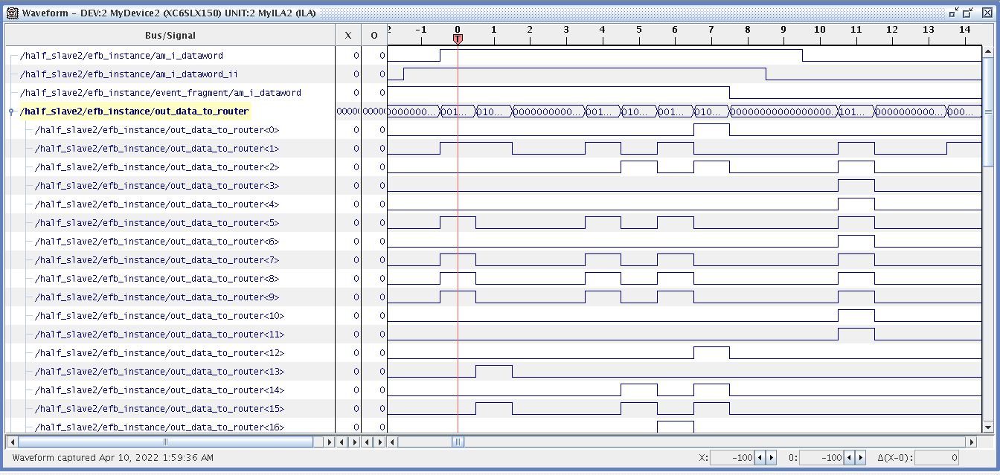 Waveform - DEV:2 MyDevice2 (XC6SLX150) UNIT:2 MyILA2 (ILA)
Bus/Signal X O 2 -1 0 1 2 3 4 5 6 7 8 9 10 11 12 13 14
T
/half_slave2/efb_instance/am_i_dataword 0 0
/half_slave2/efb_instance/am_i_dataword_ii 0 0
/half_slave2/efb_instance/event_fragment/am_i_dataword 0 0
/half_slave2/efb_instance/out_data_to_router 00000 00000 0000000... 001... 010... 0000000000... 001... 010... 001... 010... 000000000000000000... 101... 0000000000... 000...
/half_slave2/efb_instance/out_data_to_router<0> 0 0
/half_slave2/efb_instance/out_data_to_router<1> 0 0
/half_slave2/efb_instance/out_data_to_router<2> 0 0
/half_slave2/efb_instance/out_data_to_router<3> 0 0
/half_slave2/efb_instance/out_data_to_router<4> 0 0
/half_slave2/efb_instance/out_data_to_router<5> 0 0
/half_slave2/efb_instance/out_data_to_router<6> 0 0
/half_slave2/efb_instance/out_data_to_router<7> 0 0
/half_slave2/efb_instance/out_data_to_router<8> 0 0
/half_slave2/efb_instance/out_data_to_router<9> 0 0
/half_slave2/efb_instance/out_data_to_router<10> 0 0
/half_slave2/efb_instance/out_data_to_router<11> 0 0
/half_slave2/efb_instance/out_data_to_router<12> 0 0
/half_slave2/efb_instance/out_data_to_router<13> 0 0
/half_slave2/efb_instance/out_data_to_router<14> 0 0
/half_slave2/efb_instance/out_data_to_router<15> 0 0
/half_slave2/efb_instance/out_data_to_router<16> 0 0
Waveform captured Apr 10, 2022 1:59:36 AM X: -100 O: -100 Δ(X-O): 0